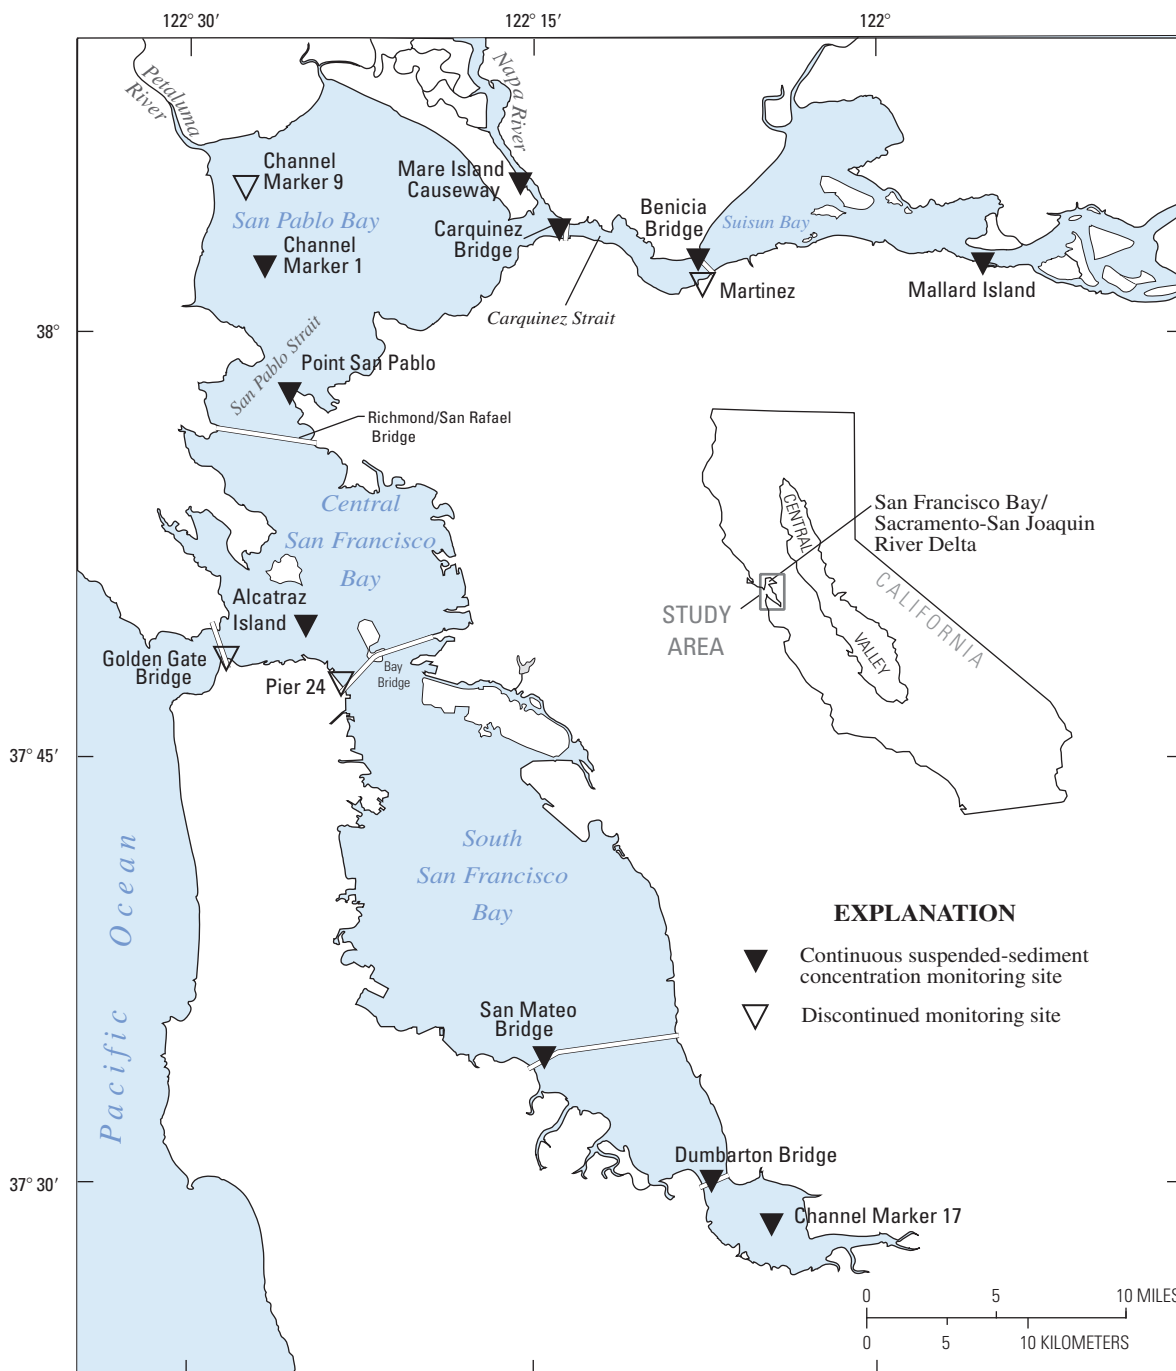 122° 30′
122° 15′
122°
Petaluma
River
Napa River
Channel
Marker 9
San Pablo Bay
Channel
Marker 1
Mare Island
Causeway
Carquinez
Bridge
Benicia
Bridge
Suisun Bay
Martinez
Mallard Island
Carquinez Strait
38°
San Pablo Strait
Point San Pablo
Richmond/San Rafael
Bridge
Central
San Francisco
Bay
Alcatraz
Island
Golden Gate
Bridge
Pier 24
Bay
Bridge
San Francisco Bay/
Sacramento-San Joaquin
River Delta
CENTRAL
VALLEY
CALIFORNIA
STUDY
AREA
37° 45′
Pacific Ocean
South
San Francisco
Bay
EXPLANATION
Continuous suspended-sediment
concentration monitoring site
Discontinued monitoring site
San Mateo
Bridge
37° 30′
Dumbarton Bridge
Channel Marker 17
0 5 10 MILES
0 5 10 KILOMETERS